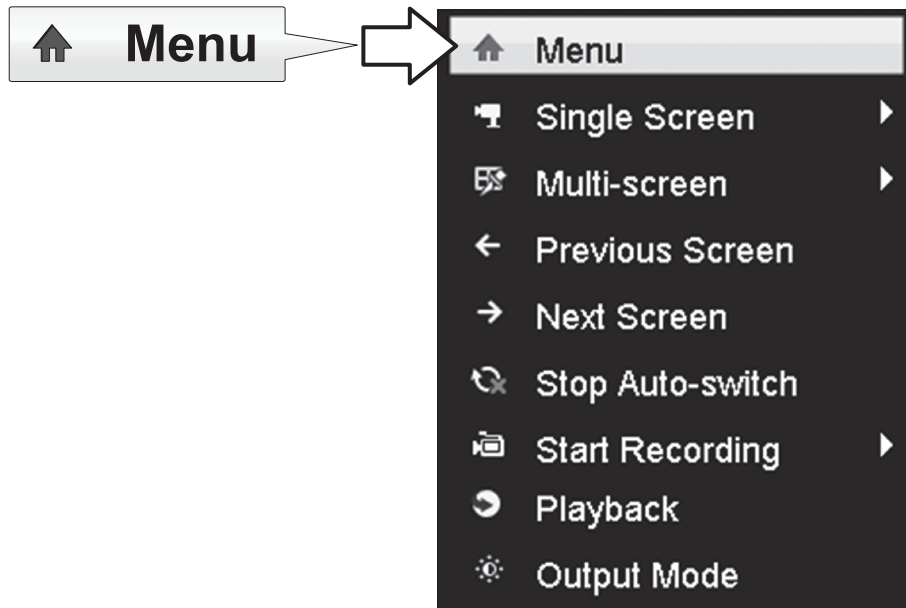 Menu
Menu
Single Screen
Multi-screen
Previous Screen
Next Screen
Stop Auto-switch
Start Recording
Playback
Output Mode